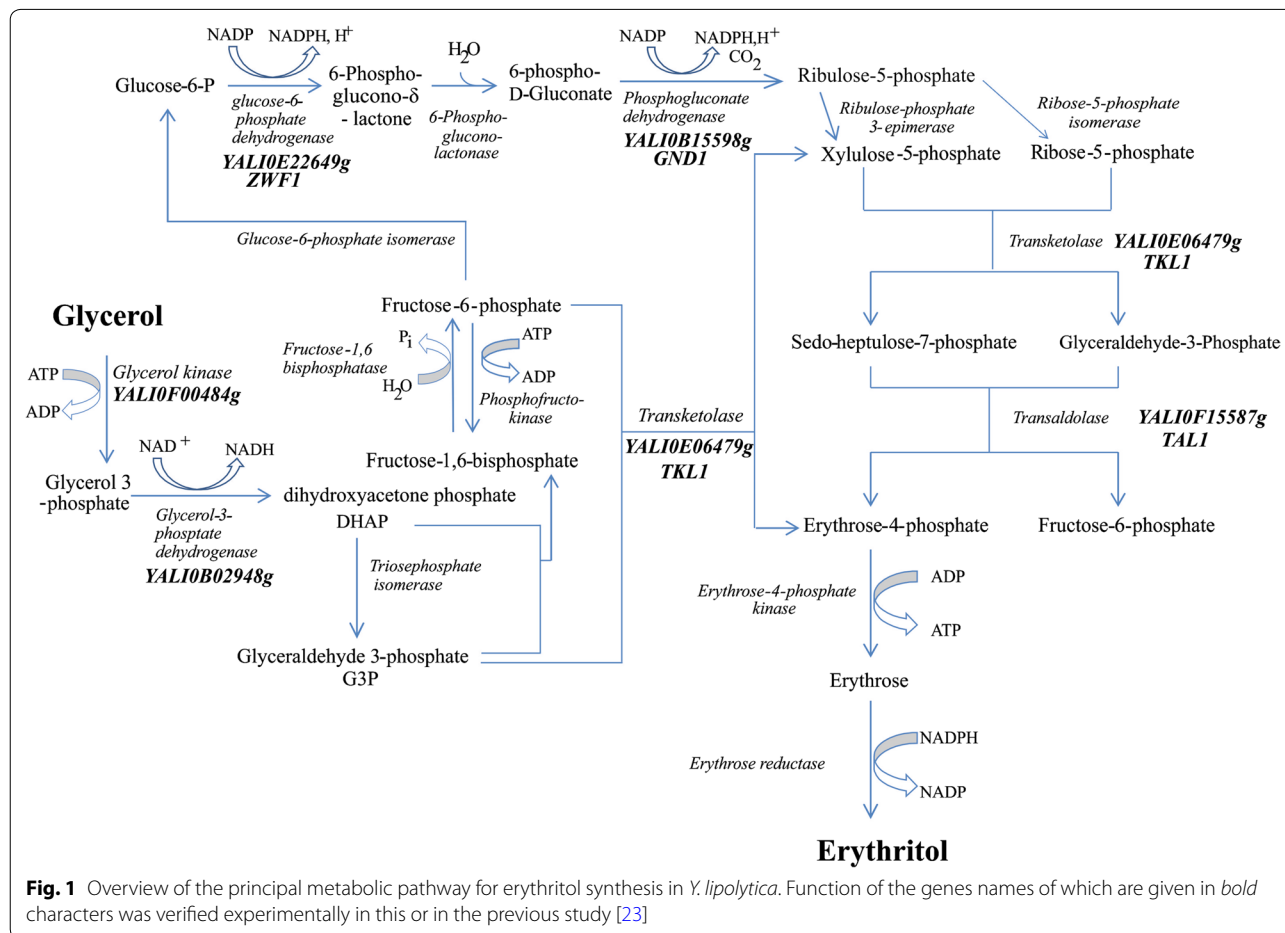 NADP
NADPH, H+
Glucose-6-P
glucose-6-
phosphate
dehydrogenase
YALI0E22649g
ZWF1
6-Phospho-
glucono-δ
- lactone
H2O
6-Phospho-
glucono-
lactonase
6-phospho-
D-Gluconate
NADP
NADPH,H+
CO2
Phosphogluconate
dehydrogenase
YALI0B15598g
GND1
Ribulose-5-phosphate
Ribulose-phosphate
3- epimerase
Ribose-5-phosphate
isomerase
Xylulose-5-phosphate
Ribose-5-phosphate
Glucose-6-phosphate isomerase
Transketolase YALI0E06479g
TKL1
Glycerol
Fructose-6-phosphate
Fructose-1,6
bisphosphatase
Pi
H2O
ATP
ADP
Phosphofructo-
kinase
Sedo-heptulose-7-phosphate
Glyceraldehyde-3-Phosphate
ATP
ADP
Glycerol kinase
YALI0F00484g
Transketolase
YALI0E06479g
TKL1
Transaldolase YALI0F15587g
TAL1
NAD+
NADH
Fructose-1,6-bisphosphate
Glycerol 3
-phosphate
dihydroxyacetone phosphate
DHAP
Glycerol-3-
phosptate
dehydrogenase
YALI0B02948g
Triosephosphate
isomerase
Erythrose-4-phosphate
Fructose-6-phosphate
Erythrose-4-phosphate
kinase
ADP
ATP
Glyceraldehyde 3-phosphate
G3P
Erythrose
Erythrose reductase
NADPH
NADP
Erythritol
Fig. 1 Overview of the principal metabolic pathway for erythritol synthesis in Y. lipolytica. Function of the genes names of which are given in bold
characters was verified experimentally in this or in the previous study [23]